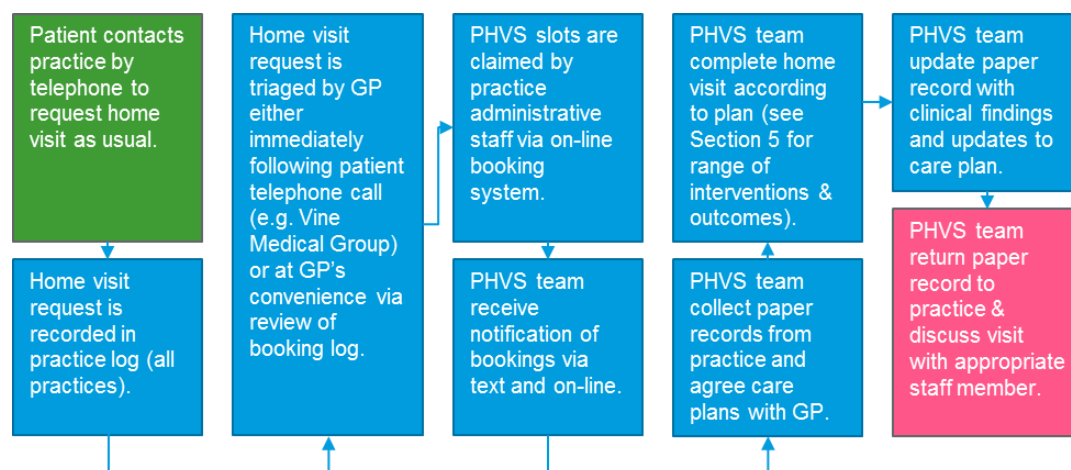 Patient contacts
practice by
telephone to
request home
visit as usual.
Home visit
request is
recorded in
practice log (all
practices).
Home visit
request is
triaged by GP
either
immediately
following patient
telephone call
(e.g. Vine
Medical Group)
or at GP’s
convenience via
review of
booking log.
PHVS slots are
claimed by
practice
administrative
staff via on-line
booking
system.
PHVS team
receive
notification of
bookings via
text and on-line.
PHVS team
collect paper
records from
practice and
agree care
plans with GP.
PHVS team
complete home
visit according
to plan (see
Section 5 for
range of
interventions &
outcomes).
PHVS team
update paper
record with
clinical findings
and updates to
care plan.
PHVS team
return paper
record to
practice &
discuss visit
with appropriate
staff member.